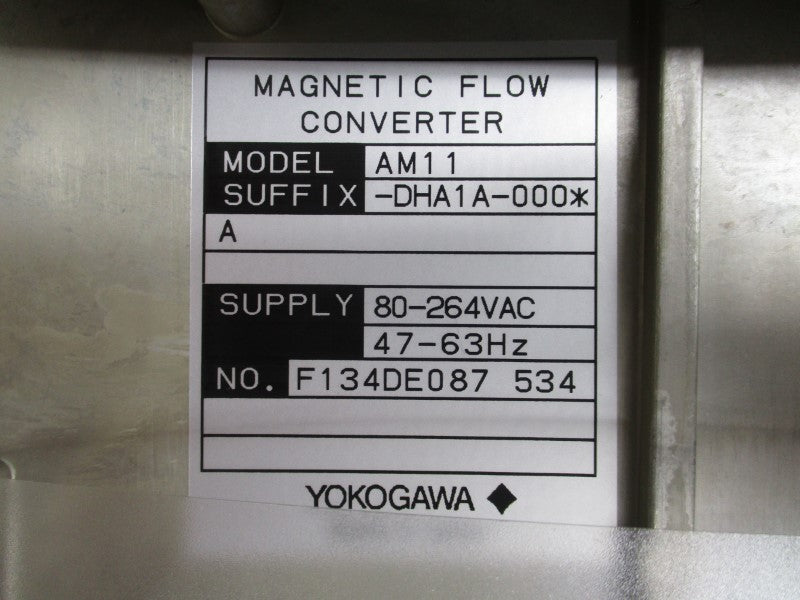 MAGNETIC FLOW
CONVERTER
MODEL AM11
SUFFIX -DHA1A-000*
A
SUPPLY 80-264VAC
47-63Hz
NO. F134DE087 534
YOKOGAWA